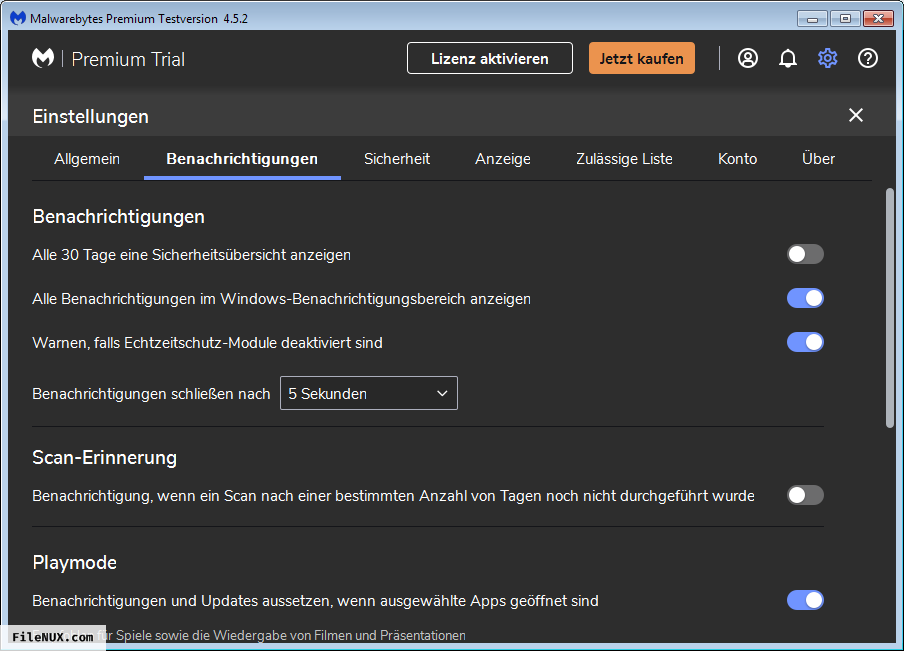 Malwarebytes Premium Testversion 4.5.2
Premium Trial
Lizenz aktivieren
Jetzt kaufen
Einstellungen
Allgemein Benachrichtigungen Sicherheit Anzeige Zulässige Liste Konto Über
Benachrichtigungen
Alle 30 Tage eine Sicherheitsübersicht anzeigen
Alle Benachrichtigungen im Windows-Benachrichtigungsbereich anzeigen
Warnen, falls Echtzeitschutz-Module deaktiviert sind
Benachrichtigungen schließen nach 5 Sekunden
Scan-Erinnerung
Benachrichtigung, wenn ein Scan nach einer bestimmten Anzahl von Tagen noch nicht durchgeführt wurde
Playmode
Benachrichtigungen und Updates aussetzen, wenn ausgewählte Apps geöffnet sind
für Spiele sowie die Wiedergabe von Filmen und Präsentationen
FileNUX.com